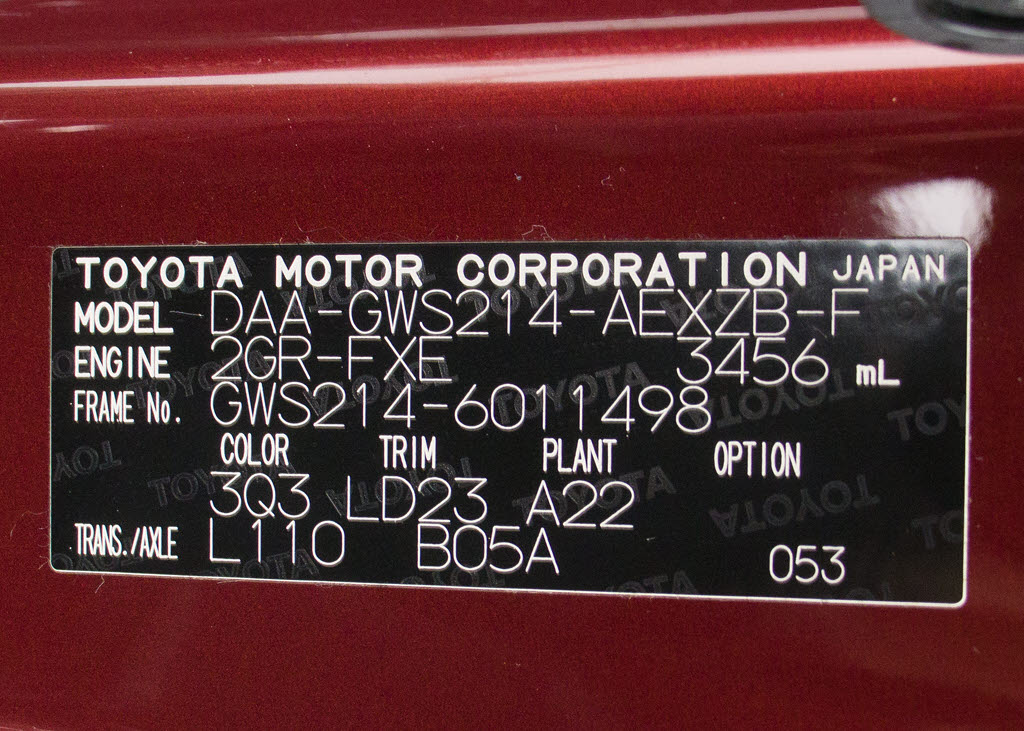 TOYOTA MOTOR CORPORATION JAPAN
MODEL DAA-GWS214-AEXZB-F
ENGINE 2GR-FXE 3456 mL
FRAME No. GWS214-6011498
COLOR TRIM PLANT OPTION
3Q3 LD23 A22
TRANS./AXLE L110 B05A 053